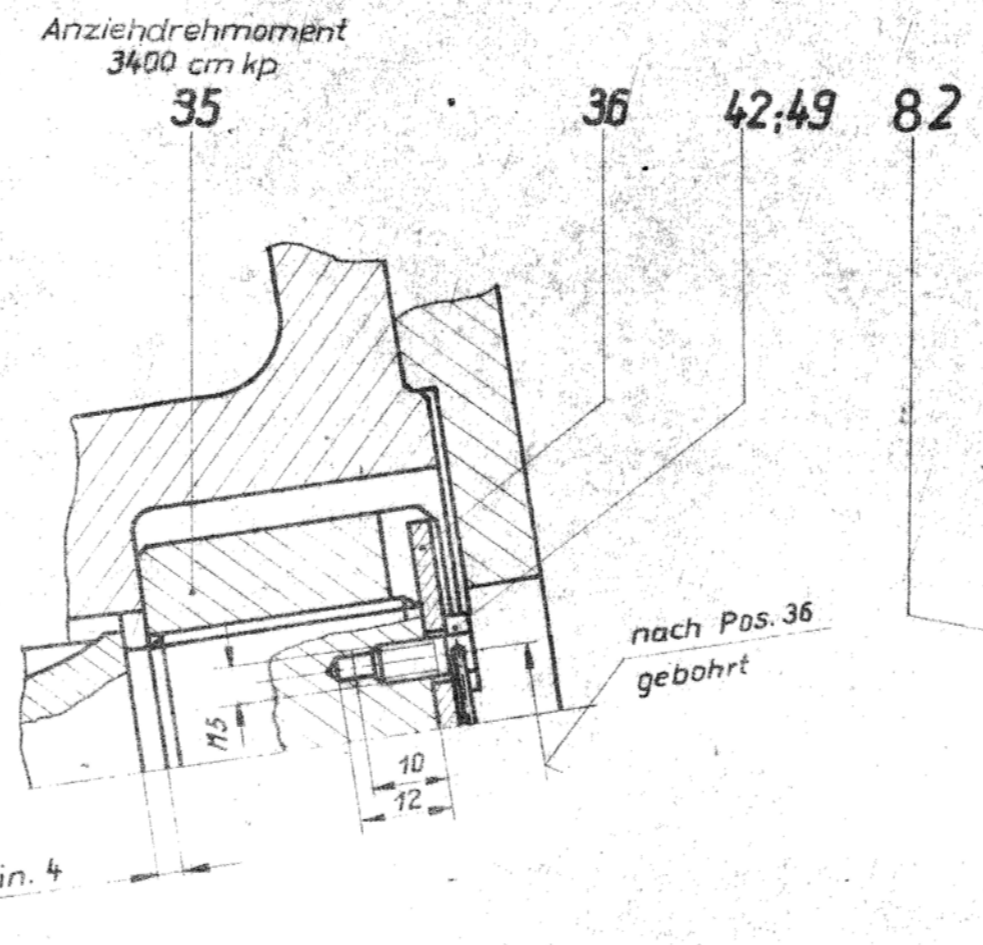 Anziehdrehmoment
3400 cm kp
35 36 42;49 82
nach Pos. 36
gebohrt
M5
10
12
in. 4